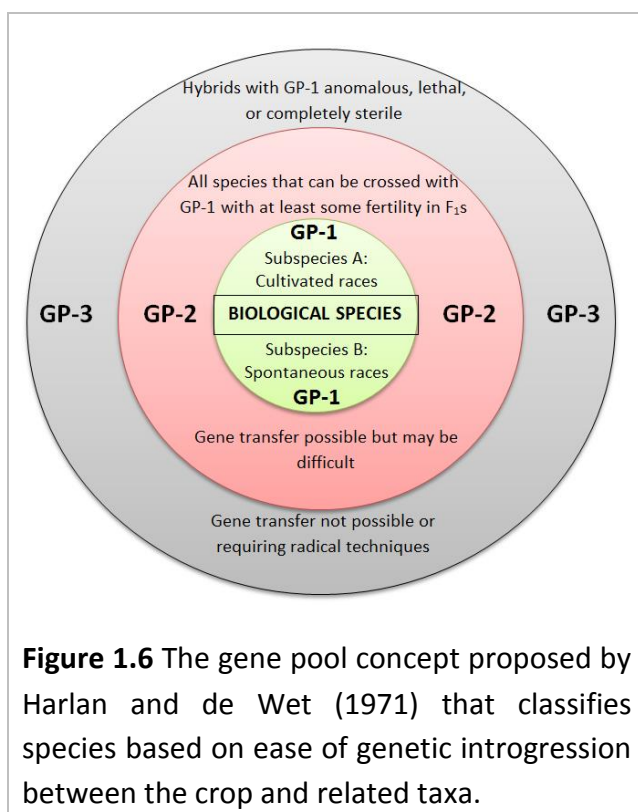 Hybrids with GP-1 anomalous, lethal,
or completely sterile
All species that can be crossed with
GP-1 with at least some fertility in F₁s
GP-1
Subspecies A:
Cultivated races
GP-3 GP-2 BIOLOGICAL SPECIES GP-2 GP-3
Subspecies B:
Spontaneous races
GP-1
Gene transfer possible but may be
difficult
Gene transfer not possible or
requiring radical techniques
Figure 1.6 The gene pool concept proposed by
Harlan and de Wet (1971) that classifies
species based on ease of genetic introgression
between the crop and related taxa.